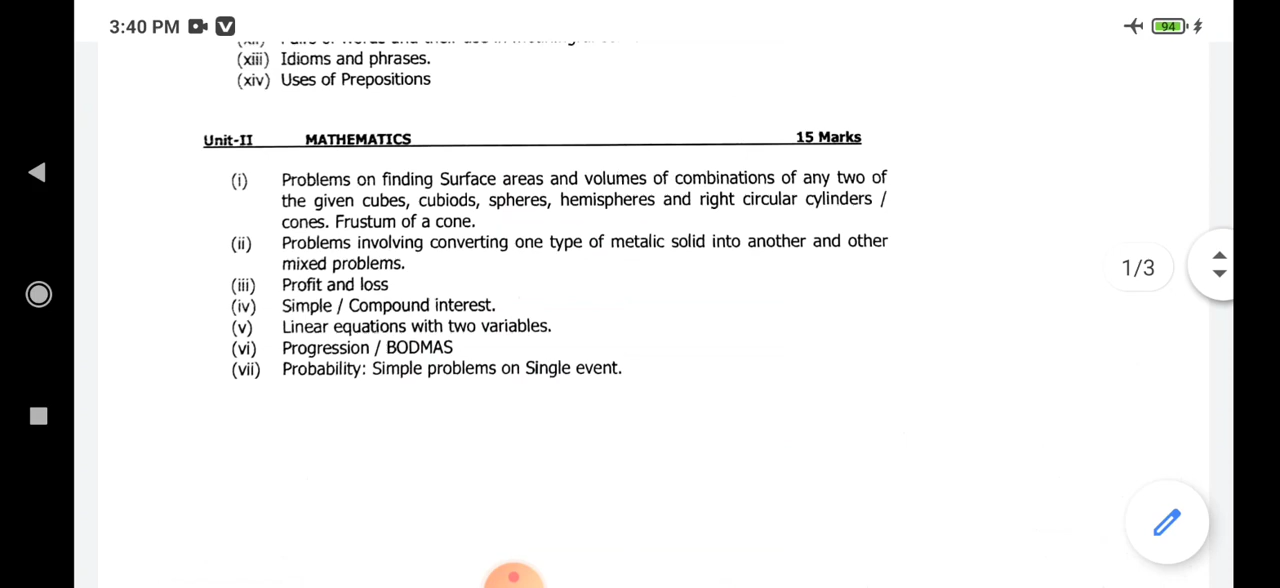 3:40 PM
94
(xiii) Idioms and phrases.
(xiv) Uses of Prepositions
Unit-II MATHEMATICS 15 Marks
(i) Problems on finding Surface areas and volumes of combinations of any two of
the given cubes, cubiods, spheres, hemispheres and right circular cylinders /
cones. Frustum of a cone.
(ii) Problems involving converting one type of metalic solid into another and other
mixed problems.
(iii) Profit and loss
(iv) Simple / Compound interest.
(v) Linear equations with two variables.
(vi) Progression / BODMAS
(vii) Probability: Simple problems on Single event.
1/3